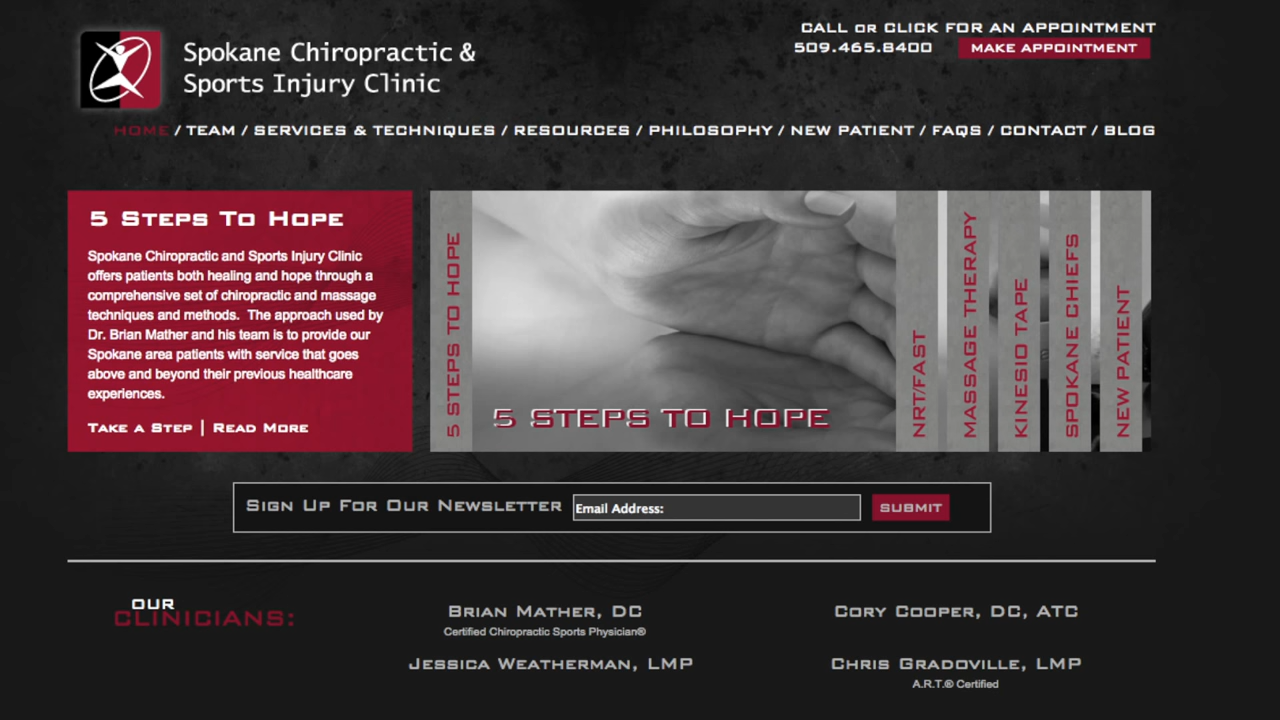 CALL OR CLICK FOR AN APPOINTMENT
509.465.8400 MAKE APPOINTMENT
Spokane Chiropractic &
Sports Injury Clinic
HOME / TEAM / SERVICES & TECHNIQUES / RESOURCES / PHILOSOPHY / NEW PATIENT / FAQS / CONTACT / BLOG
5 Steps To Hope
Spokane Chiropractic and Sports Injury Clinic
offers patients both healing and hope through a
comprehensive set of chiropractic and massage
techniques and methods. The approach used by
Dr. Brian Mather and his team is to provide our
Spokane area patients with service that goes
above and beyond their previous healthcare
experiences.
Take a Step | Read More
5 STEPS TO HOPE
5 STEPS TO HOPE
NRT/FAST
MASSAGE THERAPY
KINESIO TAPE
SPOKANE CHIEFS
NEW PATIENT
Sign Up For Our Newsletter Email Address: SUBMIT
OUR
CLINICIANS:
Brian Mather, DC
Certified Chiropractic Sports Physician®
Cory Cooper, DC, ATC
Jessica Weatherman, LMP
Chris Gradoville, LMP
A.R.T.® Certified